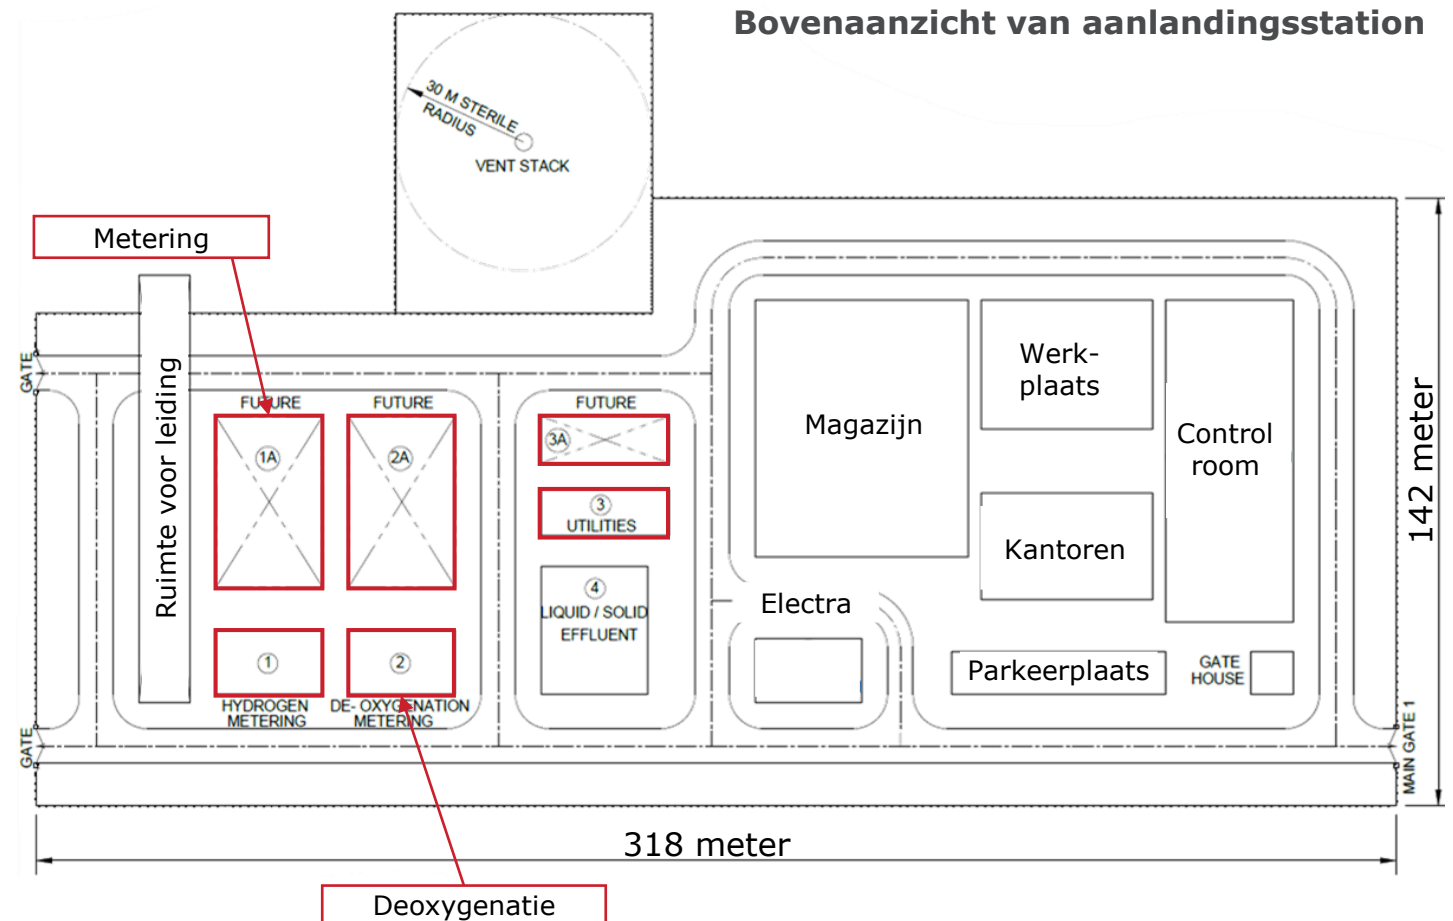 Bovenaanzicht van aanlandingsstation
30 M STERILE
RADIUS
VENT STACK
Metering
GATE
Ruimte voor leiding
FUTURE
FUTURE
FUTURE
1A
2A
3A
3
UTILITIES
4
LIQUID / SOLID
EFFLUENT
1
2
HYDROGEN
METERING
DE- OXYGENATION
METERING
GATE
Magazijn
Werk-
plaats
Control
room
Kantoren
Electra
Parkeerplaats
GATE
HOUSE
MAIN GATE 1
142 meter
318 meter
Deoxygenatie